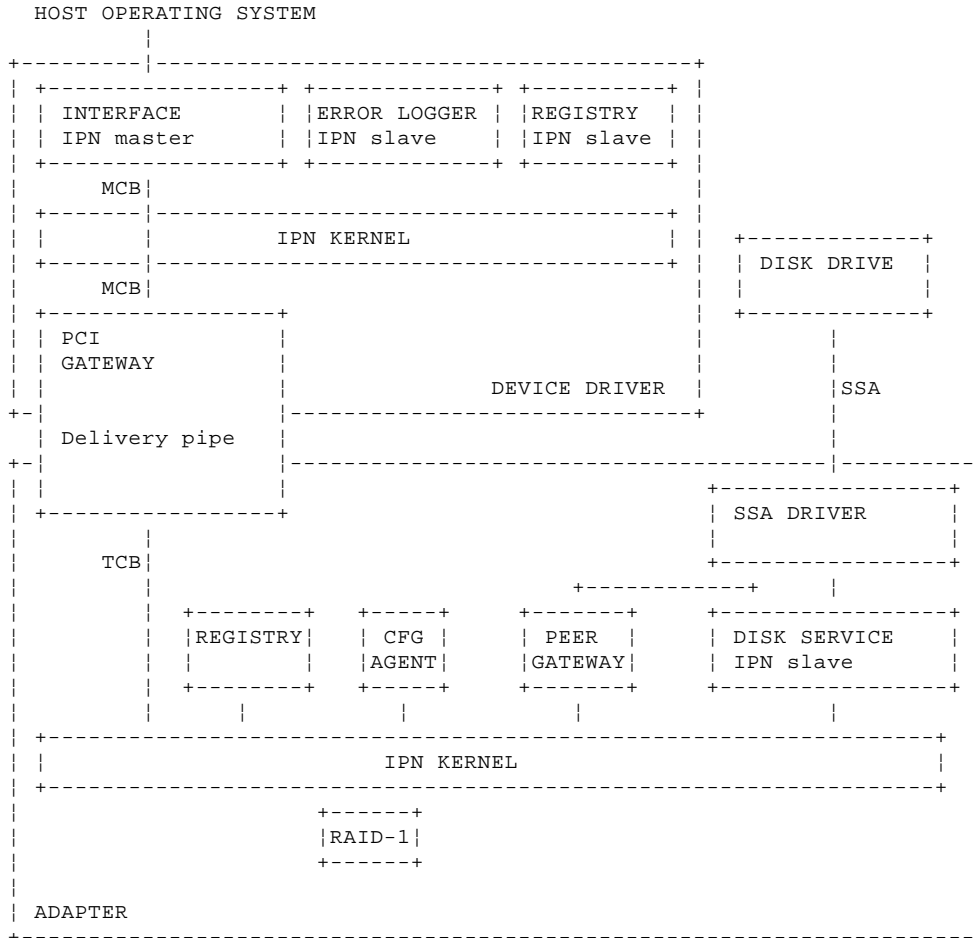 HOST OPERATING SYSTEM
INTERFACE ERROR LOGGER REGISTRY
IPN master IPN slave IPN slave
MCB
IPN KERNEL
DISK DRIVE
MCB
PCI
GATEWAY
DEVICE DRIVER SSA
Delivery pipe
SSA DRIVER
TCB
REGISTRY CFG PEER DISK SERVICE
AGENT GATEWAY IPN slave
IPN KERNEL
RAID-1
ADAPTER